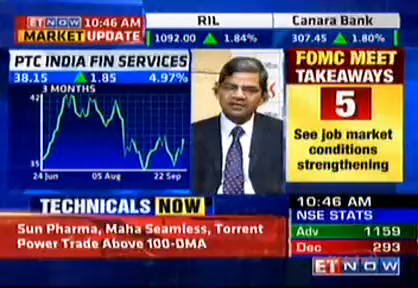 ET NOW 10:46 AM
MARKET UPDATE
RIL
1092.00 1.84%
Canara Bank
307.45 1.80%
PTC INDIA FIN SERVICES
38.15 1.85 4.97%
3 MONTHS
42
35
24 Jun 05 Aug 22 Sep
FOMC MEET
TAKEAWAYS
5
See job market
conditions
strengthening
TECHNICALS NOW
Sun Pharma, Maha Seamless, Torrent
Power Trade Above 100-DMA
10:46 AM
NSE STATS
Adv 1159
Dec 293
ET NOW